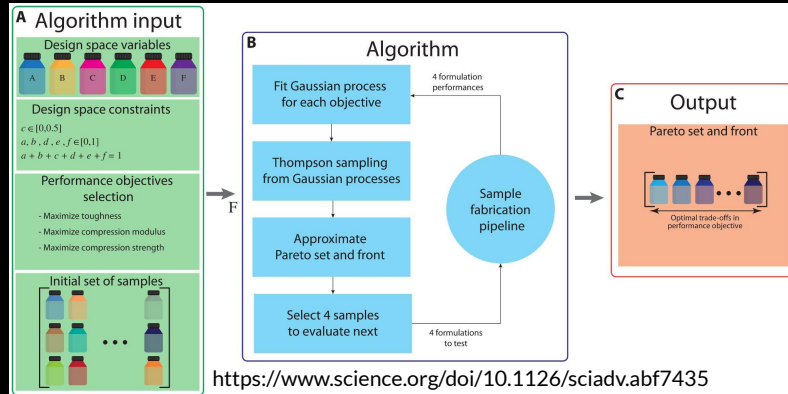 A Algorithm input
Design space variables
A B C D E F
Design space constraints
c ∈ [0,0.5]
a, b , d , e , f ∈ [0,1]
a + b + c + d + e + f = 1
Performance objectives
selection
- Maximize toughness
- Maximize compression modulus
- Maximize compression strength
Initial set of samples
F
B Algorithm
Fit Gaussian process
for each objective
Thompson sampling
from Gaussian processes
Approximate
Pareto set and front
Select 4 samples
to evaluate next
4 formulation
performances
Sample
fabrication
pipeline
4 formulations
to test
C Output
Pareto set and front
Optimal trade-offs in
performance objective
https://www.science.org/doi/10.1126/sciadv.abf7435